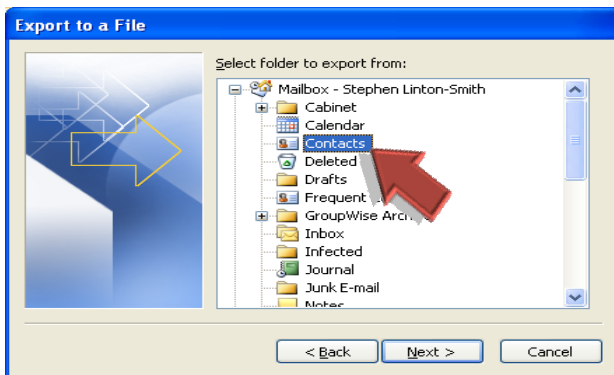 Export to a File
Select folder to export from:
Mailbox - Stephen Linton-Smith
Cabinet
Calendar
Contacts
Deleted
Drafts
Frequent
GroupWise
Inbox
Infected
Journal
Junk E-mail
Notes
< Back
Next >
Cancel